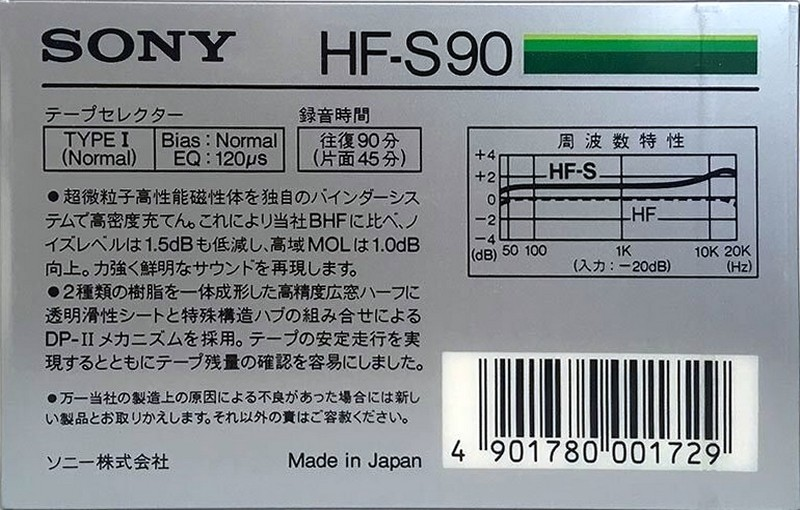 SONY HF-S90
テープセレクター
TYPE I
(Normal)
Bias : Normal
EQ : 120μs
録音時間
往復90分
(片面45分)
●超微粒子高性能磁性体を独自のバインダーシス
テムで高密度充てん。これにより当社BHFに比べ、ノ
イズレベルは1.5dBも低減し、高域MOLは1.0dB
向上。力強く鮮明なサウンドを再現します。
●2種類の樹脂を一体成形した高精度広窓ハーフに
透明滑性シートと特殊構造ハブの組み合せによる
DP-IIメカニズムを採用。テープの安定走行を実
現するとともにテープ残量の確認を容易にしました。
●万一当社の製造上の原因による不良があった場合には新し
い製品とお取りかえします。それ以外の責はご容赦ください。
ソニー株式会社
Made in Japan
周波数特性
+4
+2
0
−2
−4
(dB)
HF-S
HF
50 100 1K 10K 20K
(入力：−20dB)
(Hz)
4 901780 001729